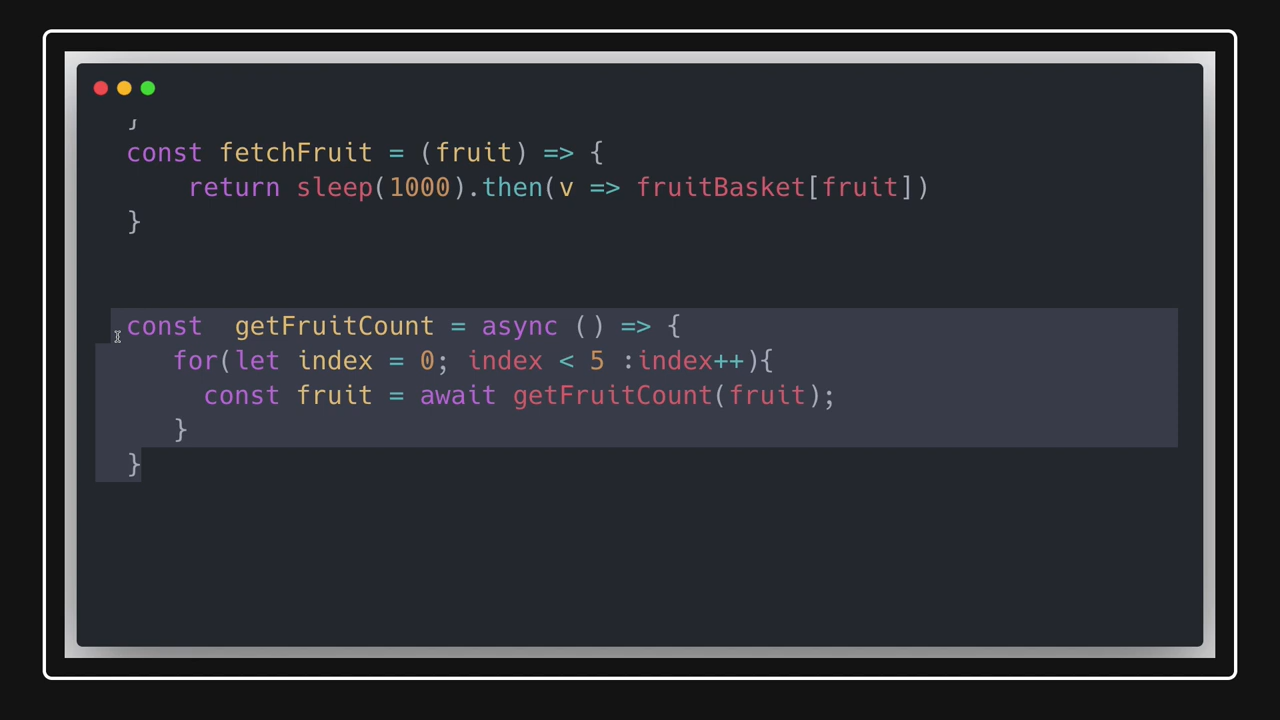 }
const fetchFruit = (fruit) => {
    return sleep(1000).then(v => fruitBasket[fruit])
}
const  getFruitCount = async () => {
   for(let index = 0; index < 5 :index++){
     const fruit = await getFruitCount(fruit);
   }
}